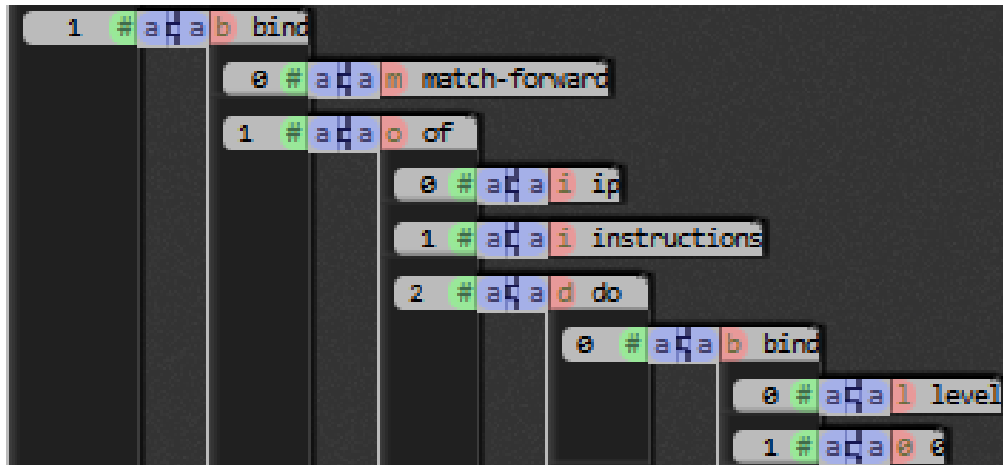 1 # a אָ a b bind
0 # a אָ a m match-forward
1 # a אָ a o of
0 # a אָ a i ip
1 # a אָ a i instructions
2 # a אָ a d do
0 # a אָ a b bind
0 # a אָ a l level
1 # a אָ a 0 0